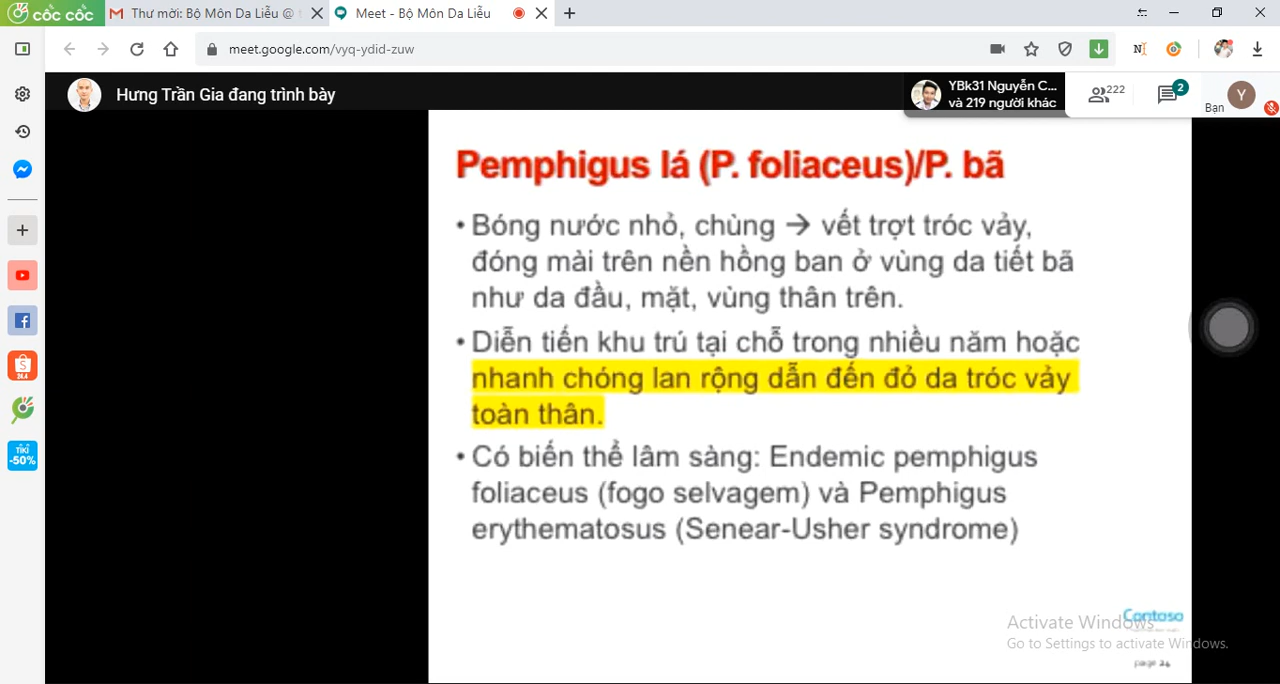 cốc cốc
Thư mời: Bộ Môn Da Liễu @
Meet - Bộ Môn Da Liễu
meet.google.com/vyq-ydid-zuw
Hưng Trần Gia đang trình bày
YBk31 Nguyễn C...
và 219 người khác
222
2
Bạn
Y
Pemphigus lá (P. foliaceus)/P. bã
• Bóng nước nhỏ, chùng → vết trợt tróc vảy,
đóng mài trên nền hồng ban ở vùng da tiết bã
như da đầu, mặt, vùng thân trên.
• Diễn tiến khu trú tại chỗ trong nhiều năm hoặc
nhanh chóng lan rộng dẫn đến đỏ da tróc vảy
toàn thân.
• Có biến thể lâm sàng: Endemic pemphigus
foliaceus (fogo selvagem) và Pemphigus
erythematosus (Senear-Usher syndrome)
TIKI
-50%
Contoso
Activate Windows
Go to Settings to activate Windows.
page 24